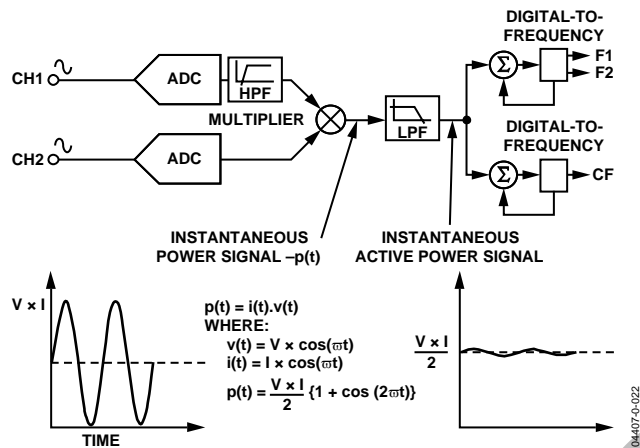 DIGITAL-TO-
FREQUENCY
CH1
ADC
HPF
Σ
F1
F2
MULTIPLIER
LPF
CH2
ADC
DIGITAL-TO-
FREQUENCY
Σ
CF
INSTANTANEOUS
POWER SIGNAL –p(t)
INSTANTANEOUS
ACTIVE POWER SIGNAL
V × I
TIME
p(t) = i(t).v(t)
WHERE:
v(t) = V × cos(ϖt)
i(t) = I × cos(ϖt)
p(t) = V × I
2
{1 + cos (2ϖt)}
V × I
2
04407-0-022